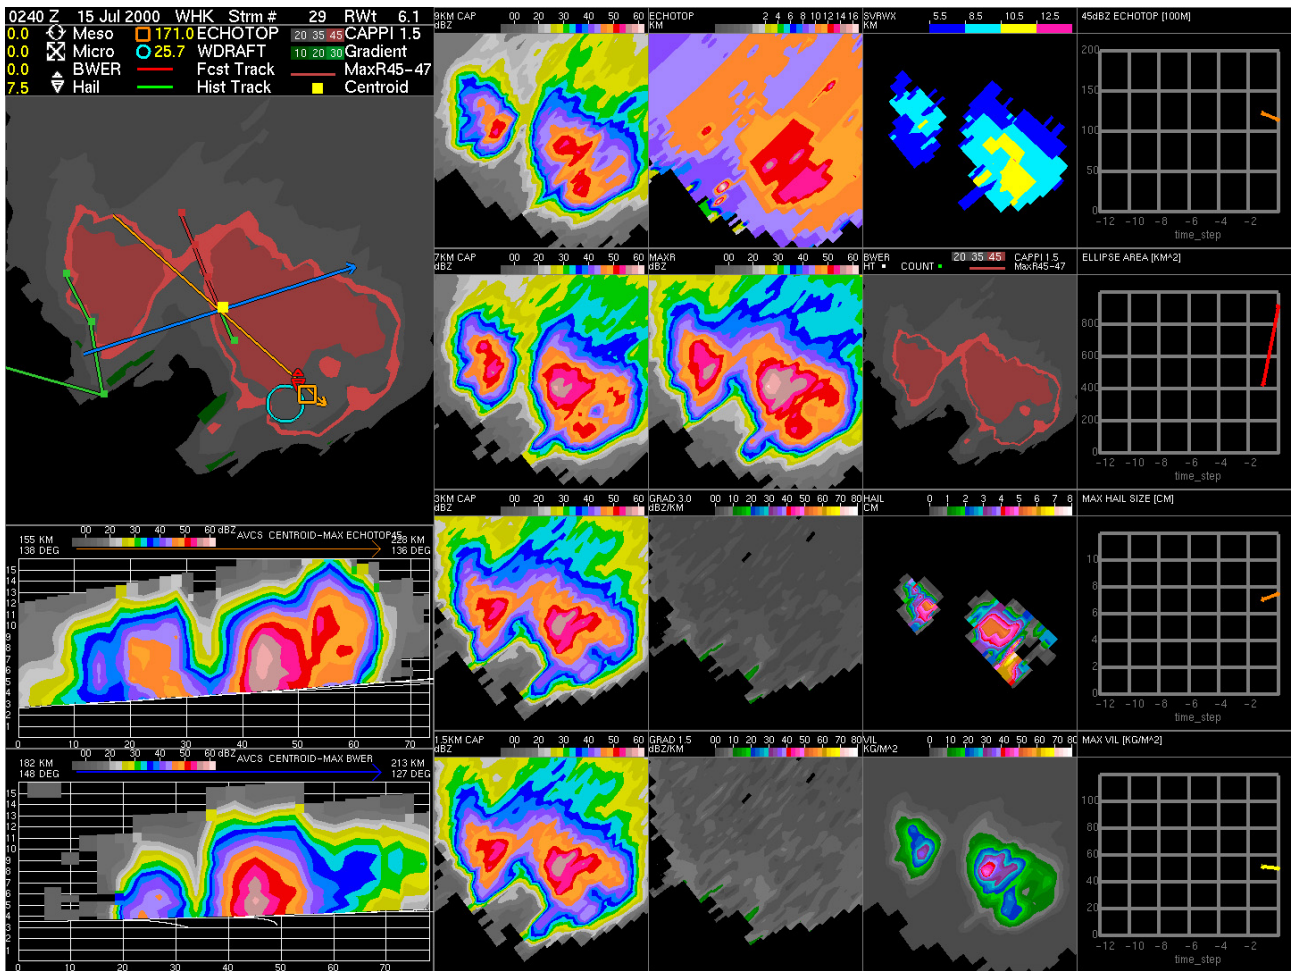 0240 Z 15 Jul 2000 WHK Strm # 29 RWt 6.1
0.0 Meso 171.0 ECHOTOP 20 35 45 CAPPI 1.5
0.0 Micro 25.7 WDRAFT 10 20 30 Gradient
0.0 BWER Fcst Track MaxR45-47
7.5 Hail Hist Track Centroid
9KM CAP 00 20 30 40 50 60
dBZ
ECHOTOP 2 4 6 8 10 12 14 16
KM
SVRWX 5.5 8.5 10.5 12.5
KM
45dBZ ECHOTOP [100M]
200
150
100
50
0
-12 -10 -8 -6 -4 -2
time_step
7KM CAP 00 20 30 40 50 60
dBZ
MAXR 00 20 30 40 50 60
dBZ
BWER 20 35 45 CAPPI 1.5
HT COUNT MaxR45-47
ELLIPSE AREA [KM^2]
800
600
400
200
0
-12 -10 -8 -6 -4 -2
time_step
3KM CAP 00 20 30 40 50 60
dBZ
GRAD 3.0 0 10 20 30 40 50 60 70 80
dBZ/KM
HAIL 0 1 2 3 4 5 6 7 8
CM
MAX HAIL SIZE [CM]
12
10
8
6
4
2
0
-12 -10 -8 -6 -4 -2
time_step
00 20 30 40 50 60 dBZ
155 KM AVCS CENTROID-MAX ECHOTOP
138 DEG 136 DEG
15
14
13
12
11
10
9
8
7
6
5
4
3
2
1
0 10 20 30 40 50 60 70
1.5KM CAP 00 20 30 40 50 60
dBZ
GRAD 1.5 0 10 20 30 40 50 60 70 80
dBZ/KM
VIL 0 10 20 30 40 50 60 70 80
KG/M^2
MAX VIL [KG/M^2]
100
80
60
40
20
0
-12 -10 -8 -6 -4 -2
time_step
00 20 30 40 50 60 dBZ
182 KM AVCS CENTROID-MAX BWER 213 KM
148 DEG 127 DEG
15
14
13
12
11
10
9
8
7
6
5
4
3
2
1
0 10 20 30 40 50 60 70